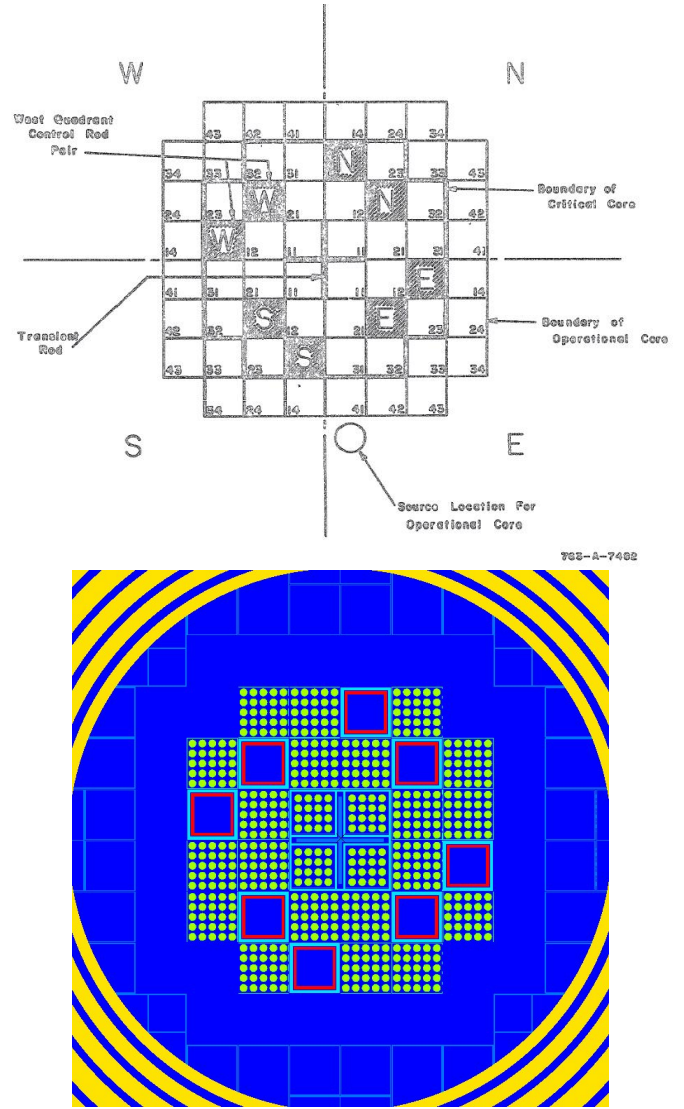 W N
West Quadrant
Control Rod
Pair
43 42 41 14 24 34
34 33 32 31 N 23 33 43
Boundary of
Critical Core
24 23 W 21 12 N 32 42
14 W 12 11 11 21 31 41
41 31 21 11 11 12 E 14
Transient
Rod
42 32 S 12 21 E 23 24
Boundary of
Operational Core
43 33 23 S 31 33 34
34 24 14 41 42 43
S E
Source Location For
Operational Core
763-A-7402